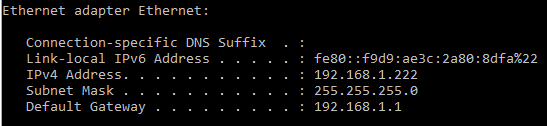 Ethernet adapter Ethernet:
Connection-specific DNS Suffix . :
Link-local IPv6 Address . . . . . : fe80::f9d9:ae3c:2a80:8dfa%22
IPv4 Address. . . . . . . . . . . : 192.168.1.222
Subnet Mask . . . . . . . . . . . : 255.255.255.0
Default Gateway . . . . . . . . . : 192.168.1.1